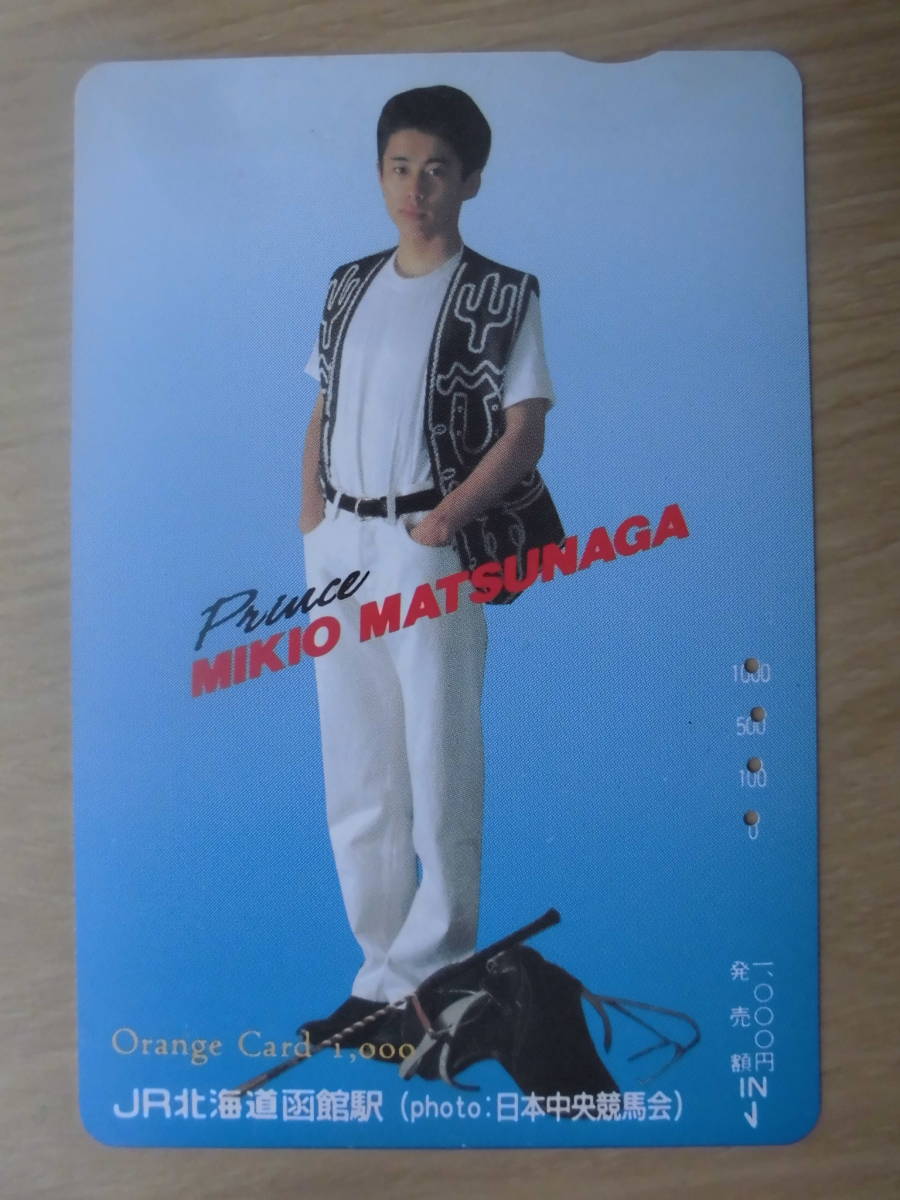 Prince
MIKIO MATSUNAGA
1000
500
100
0
一、〇〇〇円
発売額
IN
Orange Card 1,000
JR北海道函館駅 (photo:日本中央競馬会)